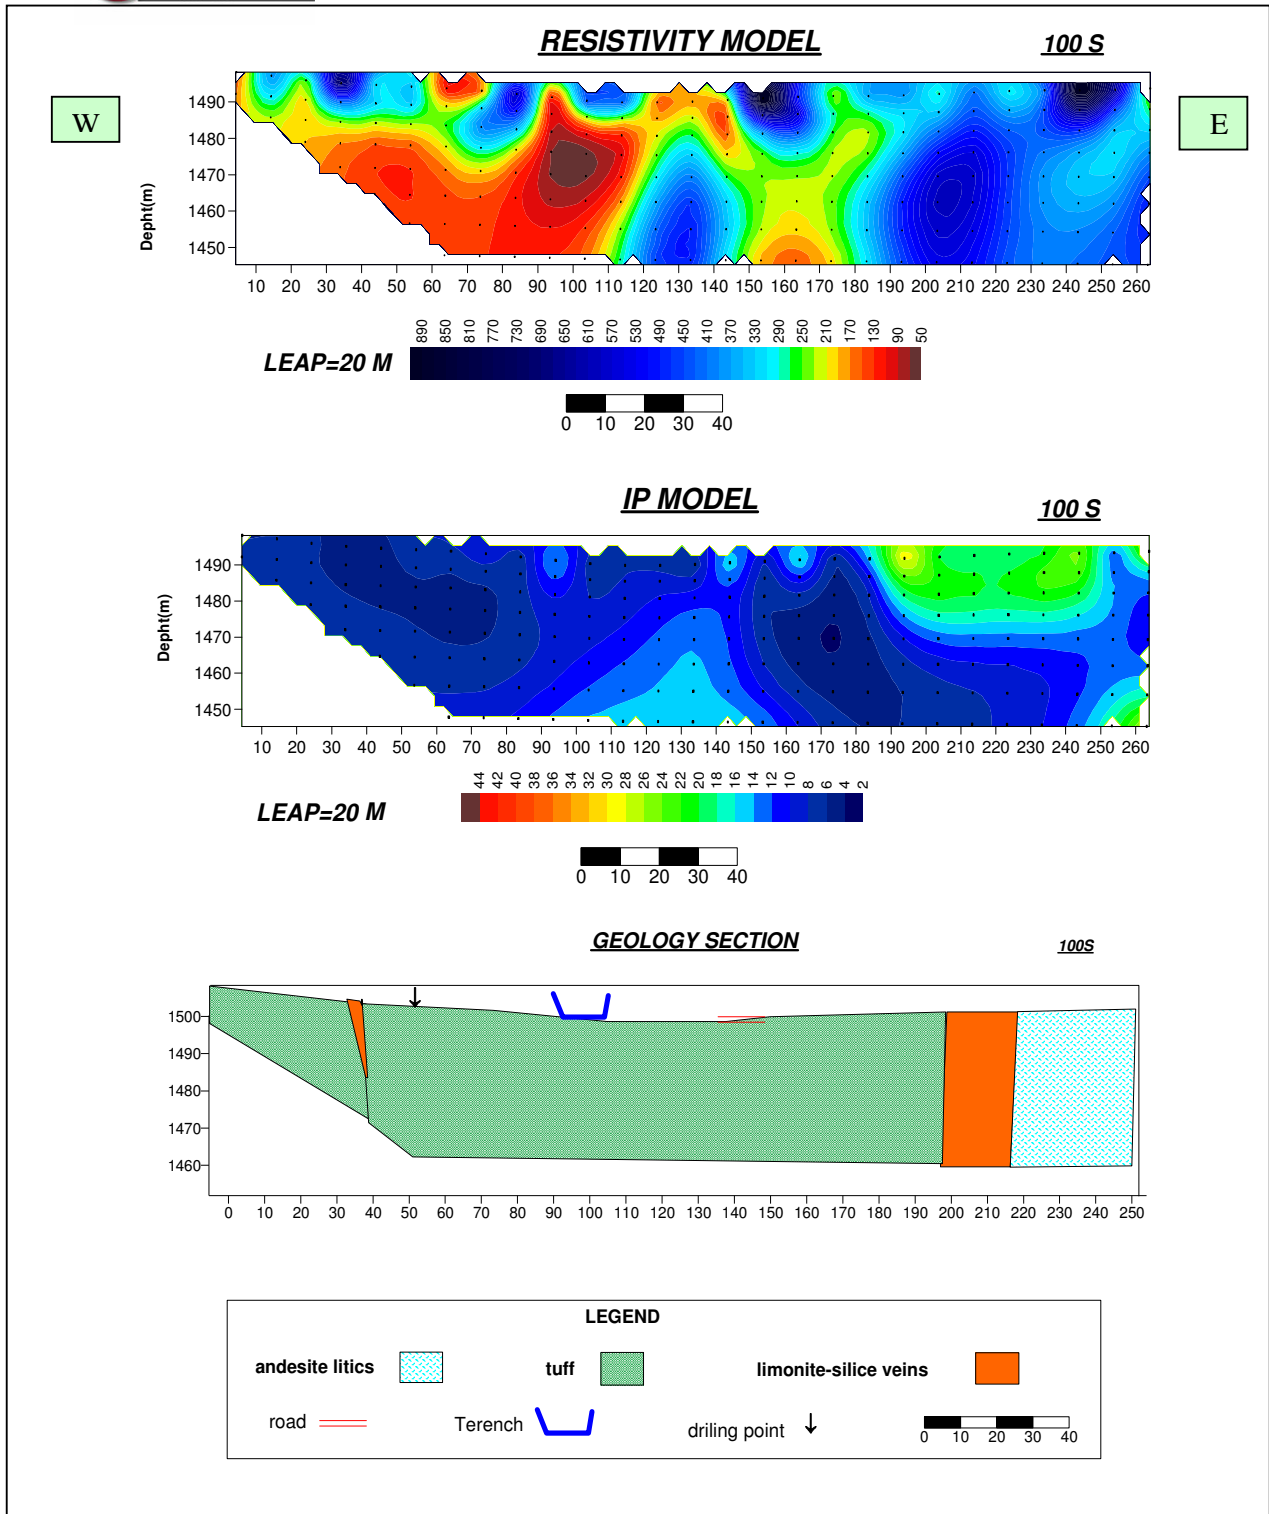 RESISTIVITY MODEL 100 S
W
E
Depht(m)
1490
1480
1470
1460
1450
10 20 30 40 50 60 70 80 90 100 110 120 130 140 150 160 170 180 190 200 210 220 230 240 250 260
890 850 810 770 730 690 650 610 570 530 490 450 410 370 330 290 250 210 170 130 90 50
LEAP=20 M
0 10 20 30 40
IP MODEL 100 S
Depht(m)
1490
1480
1470
1460
1450
10 20 30 40 50 60 70 80 90 100 110 120 130 140 150 160 170 180 190 200 210 220 230 240 250 260
44 42 40 38 36 34 32 30 28 26 24 22 20 18 16 14 12 10 8 6 4 2
LEAP=20 M
0 10 20 30 40
GEOLOGY SECTION 100S
1500
1490
1480
1470
1460
0 10 20 30 40 50 60 70 80 90 100 110 120 130 140 150 160 170 180 190 200 210 220 230 240 250
LEGEND
andesite litics tuff limonite-silice veins
road Terench driling point
0 10 20 30 40